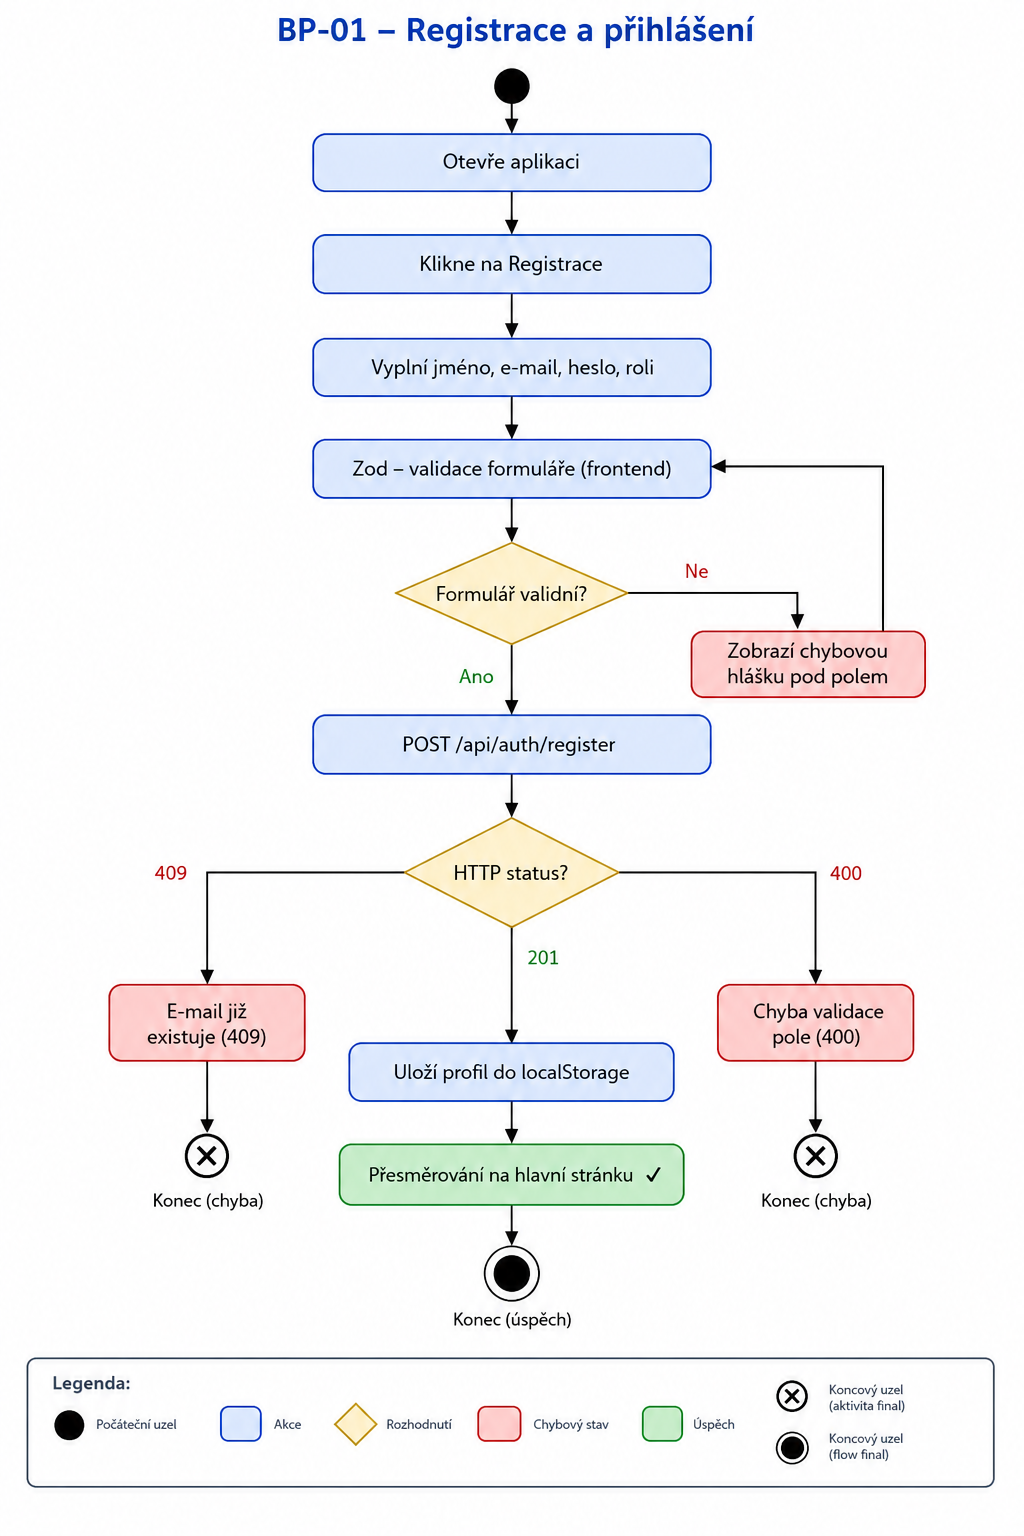 BP-01 – Registrace a přihlášení
Otevře aplikaci
Klikne na Registrace
Vyplní jméno, e-mail, heslo, roli
Zod – validace formuláře (frontend)
Formulář validní?
Ne
Zobrazí chybovou
hlášku pod polem
Ano
POST /api/auth/register
HTTP status?
409
400
201
E-mail již
existuje (409)
Chyba validace
pole (400)
Uloží profil do localStorage
Přesměrování na hlavní stránku ✓
Konec (chyba)
Konec (chyba)
Konec (úspěch)
Legenda:
Počáteční uzel
Akce
Rozhodnutí
Chybový stav
Úspěch
Koncový uzel
(aktivita final)
Koncový uzel
(flow final)